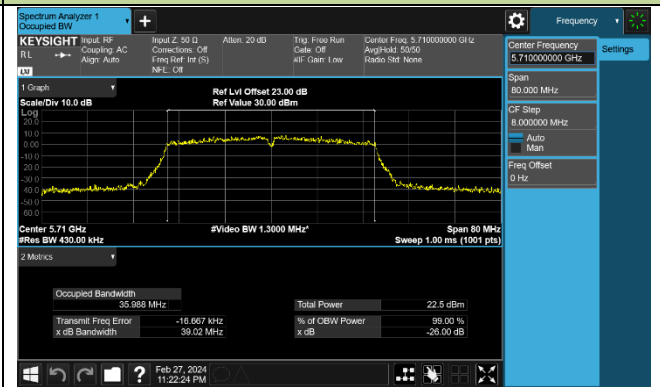 Spectrum Analyzer 1
Occupied BW
Frequency
KEYSIGHT
RL
LXI
Input: RF
Coupling: AC
Align: Auto
Input Z: 50 Ω
Corrections: Off
Freq Ref: Int (S)
NFE: Off
Atten: 20 dB
Trig: Free Run
Gate: Off
#IF Gain: Low
Center Freq: 5.710000000 GHz
Avg|Hold: 50/50
Radio Std: None
Center Frequency
5.710000000 GHz
Settings
Span
80.000 MHz
CF Step
8.000000 MHz
Auto
Man
Freq Offset
0 Hz
1 Graph
Scale/Div 10.0 dB
Ref Lvl Offset 23.00 dB
Ref Value 30.00 dBm
Log
20.0
10.0
0.00
-10.0
-20.0
-30.0
-40.0
-50.0
-60.0
Center 5.71 GHz
#Res BW 430.00 kHz
#Video BW 1.3000 MHz*
Span 80 MHz
Sweep 1.00 ms (1001 pts)
2 Metrics
Occupied Bandwidth
35.988 MHz
Total Power 22.5 dBm
Transmit Freq Error -16.667 kHz
% of OBW Power 99.00 %
x dB Bandwidth 39.02 MHz
x dB -26.00 dB
?
Feb 27, 2024
11:22:24 PM